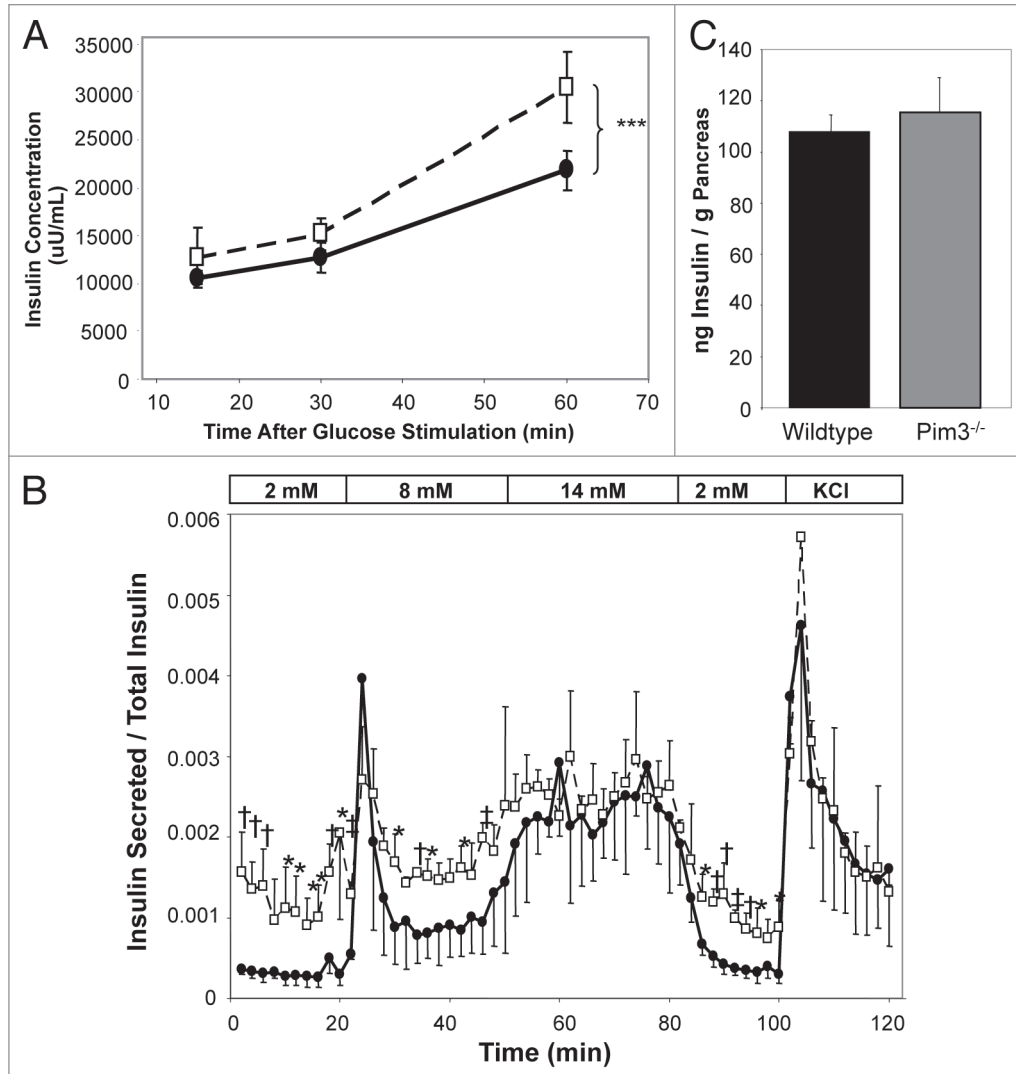 A
Insulin Concentration
(uU/mL)
35000
30000
25000
20000
15000
10000
5000
0
***
10 20 30 40 50 60 70
Time After Glucose Stimulation (min)
C
ng Insulin / g Pancreas
140
120
100
80
60
40
20
0
Wildtype Pim3-/-
B
2 mM 8 mM 14 mM 2 mM KCl
Insulin Secreted / Total Insulin
0.006
0.005
0.004
0.003
0.002
0.001
0
† † † * * * * † * ‡ * † * * ‡ * † ‡ ‡ † * *
0 20 40 60 80 100 120
Time (min)